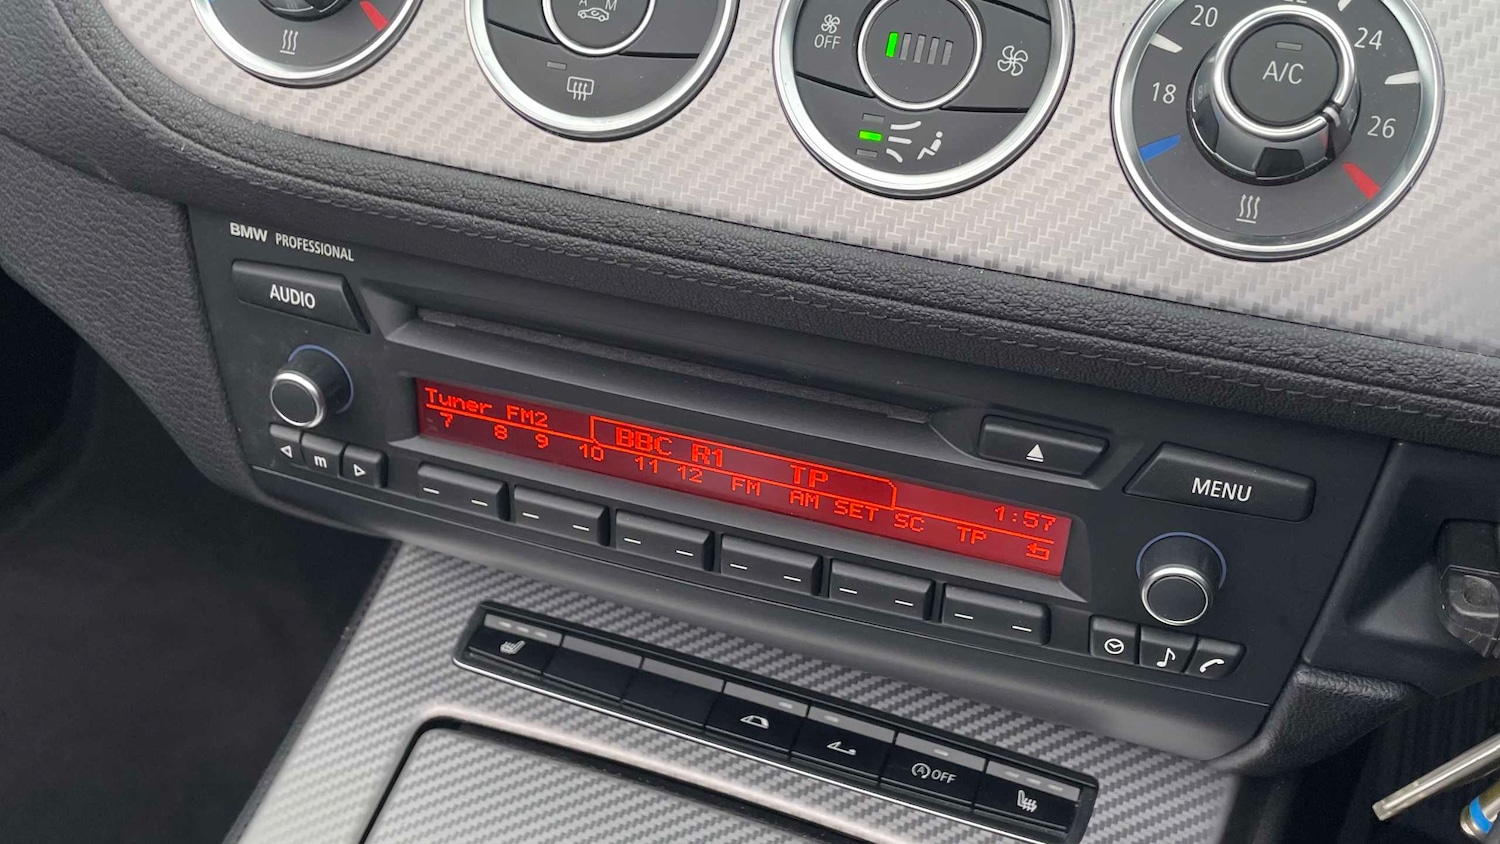 A M
OFF
20 22 24
18 A/C 26
BMW PROFESSIONAL
AUDIO
Tuner FM2 BBC R1 TP 1:57
7 8 9 10 11 12 FM AM SET SC TP
m
MENU
A OFF